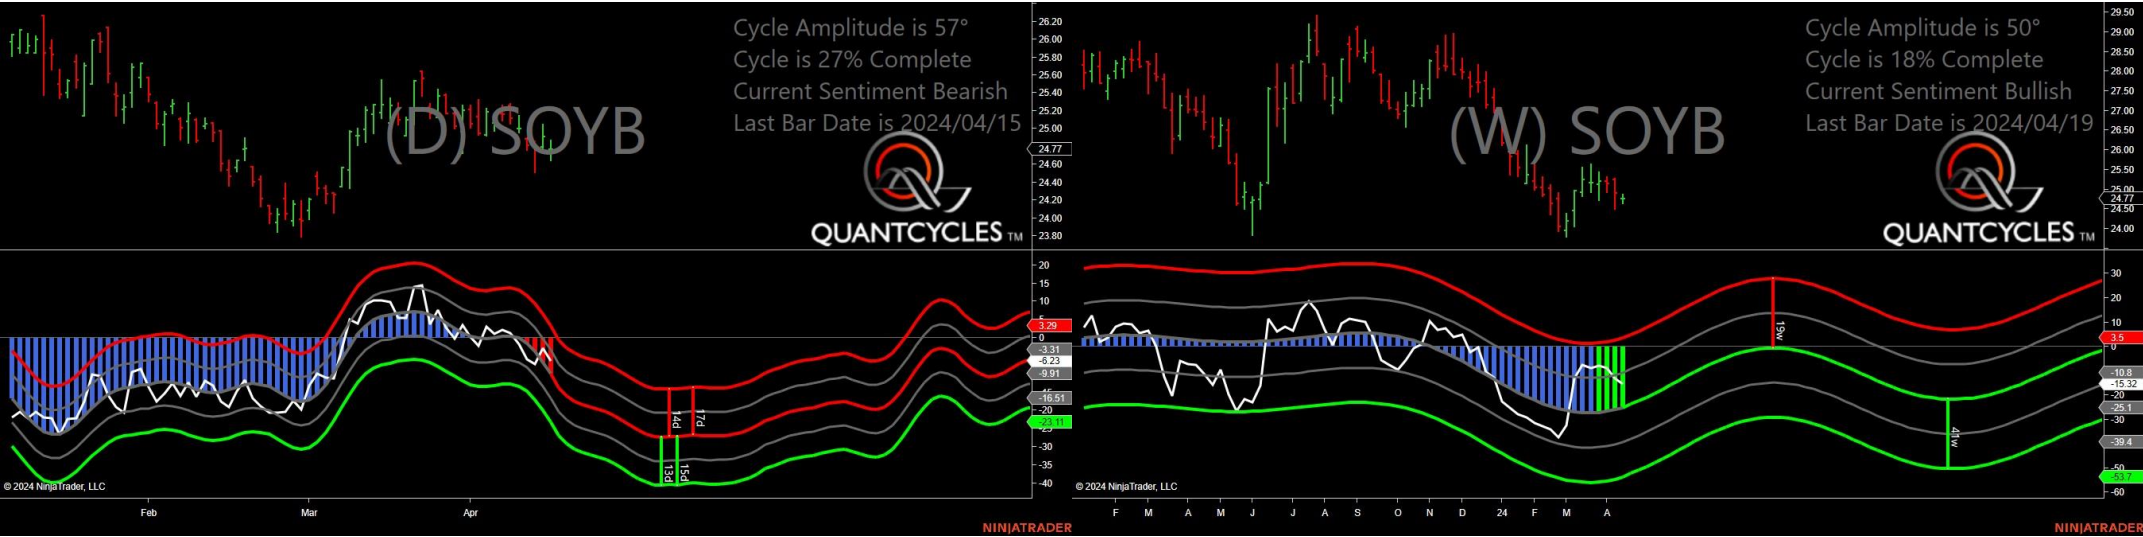 Cycle Amplitude is 57°
Cycle is 27% Complete
Current Sentiment Bearish
Last Bar Date is 2024/04/15
(D) SOYB
QUANTCYCLES TM
26.20
26.00
25.80
25.60
25.40
25.20
25.00
24.77
24.60
24.40
24.20
24.00
23.80
20
15
10
5
3.29
0
-3.31
-6.23
-9.91
-15
-16.51
-20
-23.11
-30
-35
-40
14d
17d
13d
15d
© 2024 NinjaTrader, LLC
Feb
Mar
Apr
NINJATRADER
Cycle Amplitude is 50°
Cycle is 18% Complete
Current Sentiment Bullish
Last Bar Date is 2024/04/19
(W) SOYB
QUANTCYCLES TM
29.50
29.00
28.50
28.00
27.50
27.00
26.50
26.00
25.50
25.00
24.77
24.50
24.00
30
20
10
3.5
0
-10.8
-15.32
-20
-25.1
-30
-39.4
-50
-53.7
-60
19w
41w
© 2024 NinjaTrader, LLC
F M A M J J A S O N D 24 F M A
NINJATRADER